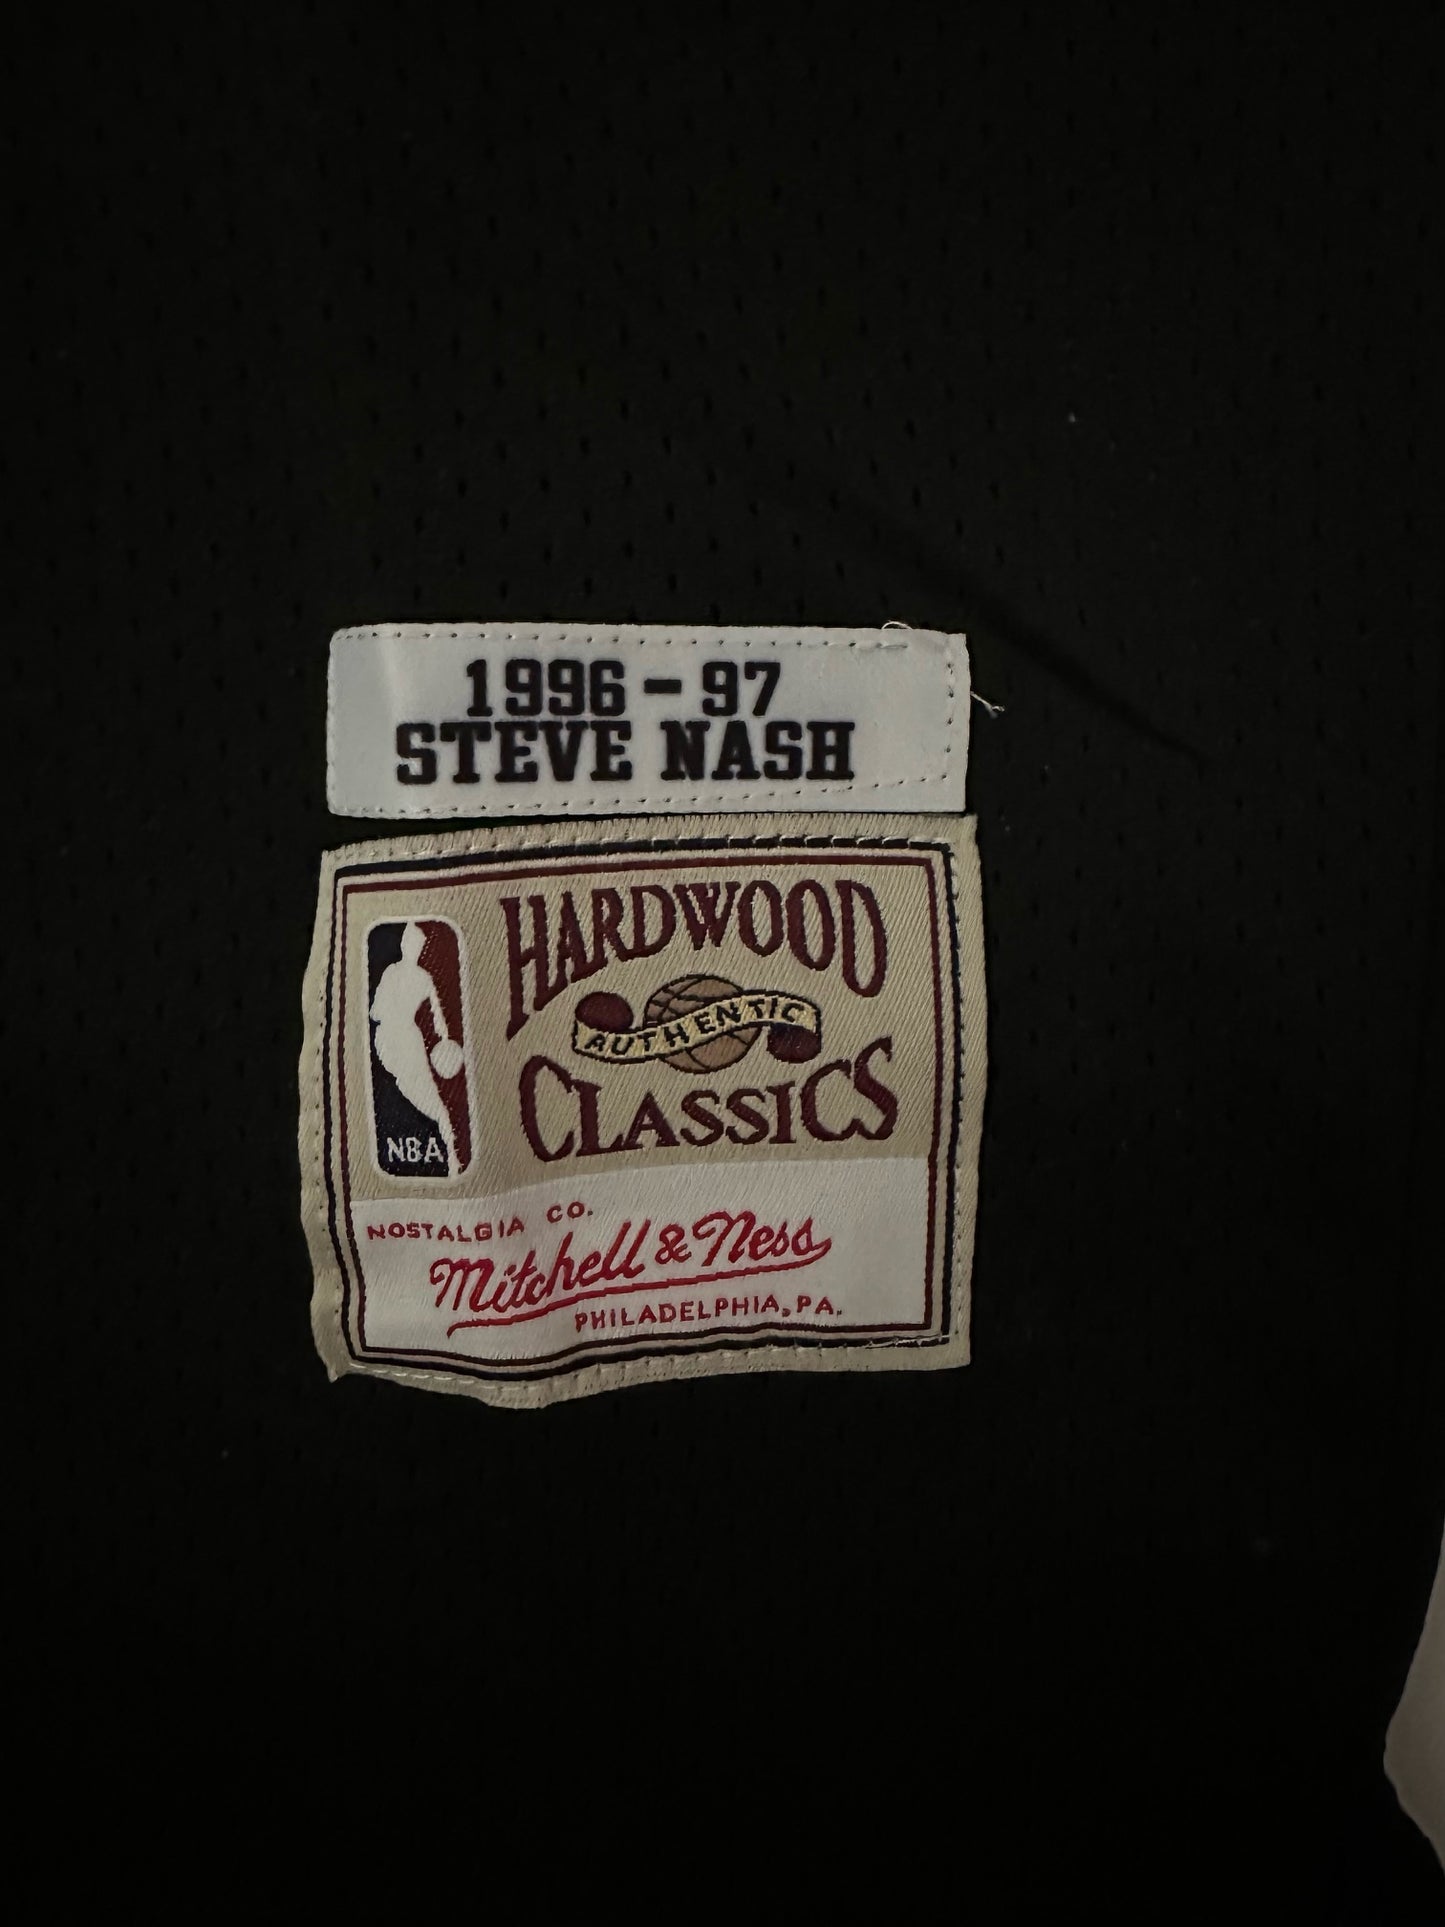 1996 - 97
STEVE NASH
HARDWOOD
AUTHENTIC
CLASSICS
NBA
NOSTALGIA CO.
Mitchell & Ness
PHILADELPHIA, PA.